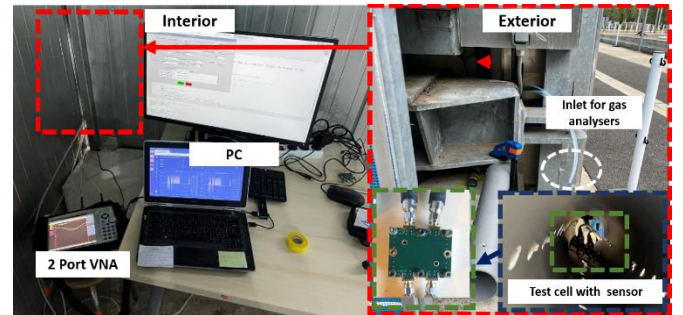 Interior
Exterior
Inlet for gas
analysers
PC
2 Port VNA
Test cell with sensor